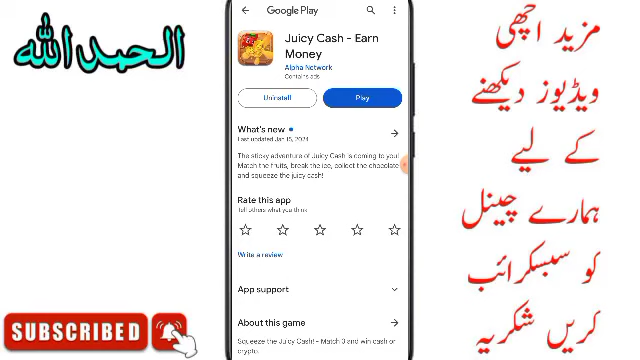 الحمد الله
Google Play
Juicy Cash - Earn
Money
Alpha Network
Contains ads
Uninstall
Play
What's new
Last updated Jan 15, 2024
The sticky adventure of Juicy Cash is coming to you!
Match the fruits, break the ice, collect the chocolate
and squeeze the juicy cash!
Rate this app
Tell others what you think
Write a review
App support
About this game
Squeeze the Juicy Cash! - Match 3 and win cash or
crypto.
مزید اچھی
ویڈیوز دیکھنے
کے لیے
ہمارے چینل
کو سبسکرائب
کریں شکریہ
SUBSCRIBED